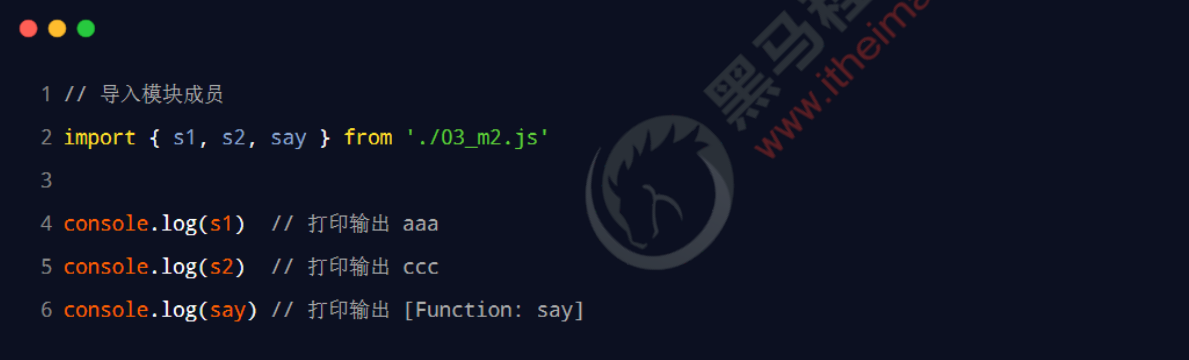 1 // 导入模块成员
2 import { s1, s2, say } from './03_m2.js'
3
4 console.log(s1)  // 打印输出 aaa
5 console.log(s2)  // 打印输出 ccc
6 console.log(say) // 打印输出 [Function: say]
黑马程
www.itheima